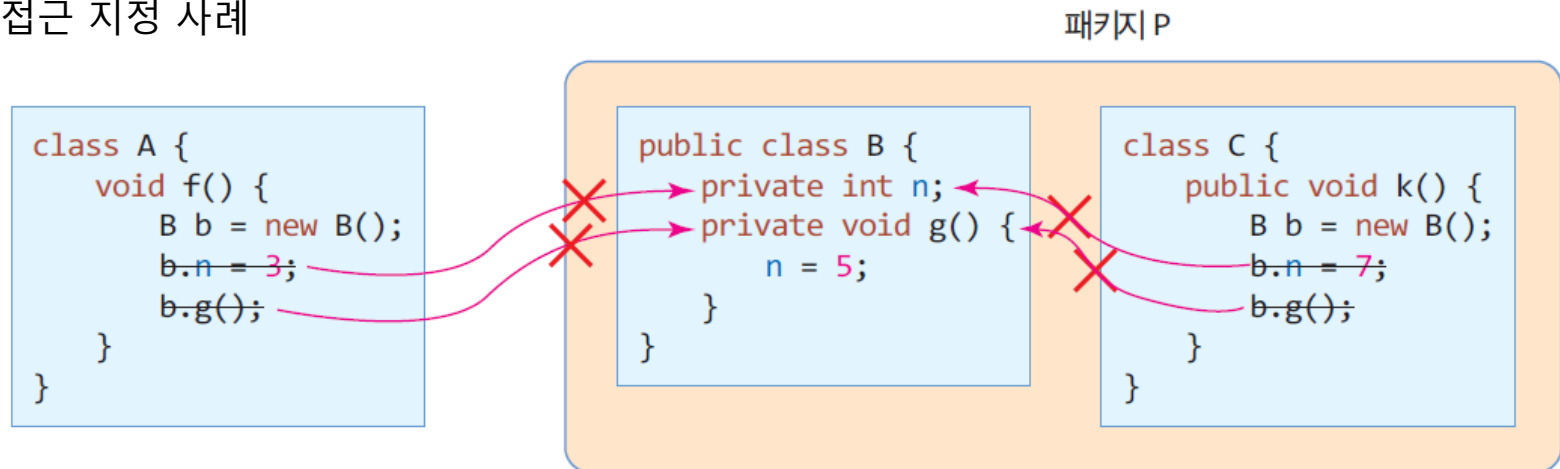 접근 지정 사례
패키지 P
class A {
void f() {
B b = new B();
b.n = 3;
b.g();
}
}
public class B {
private int n;
private void g() {
n = 5;
}
}
class C {
public void k() {
B b = new B();
b.n = 7;
b.g();
}
}